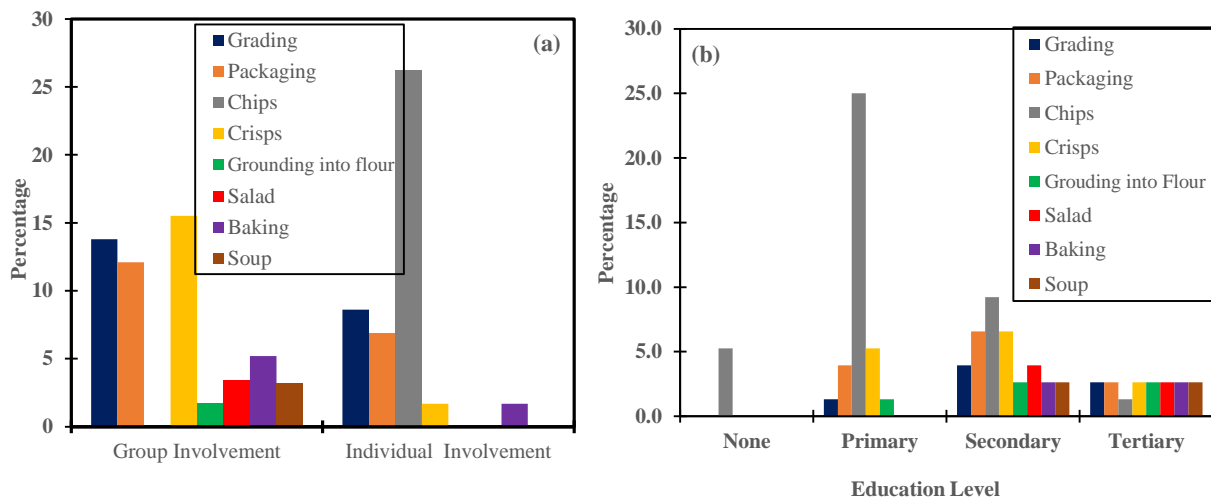 30
25
20
15
10
5
0
Percentage
Grading
Packaging
Chips
Crisps
Grounding into flour
Salad
Baking
Soup
(a)
Group Involvement
Individual Involvement
30.0
25.0
20.0
15.0
10.0
5.0
0.0
Percentage
(b)
Grading
Packaging
Chips
Crisps
Grouding into Flour
Salad
Baking
Soup
None
Primary
Secondary
Tertiary
Education Level